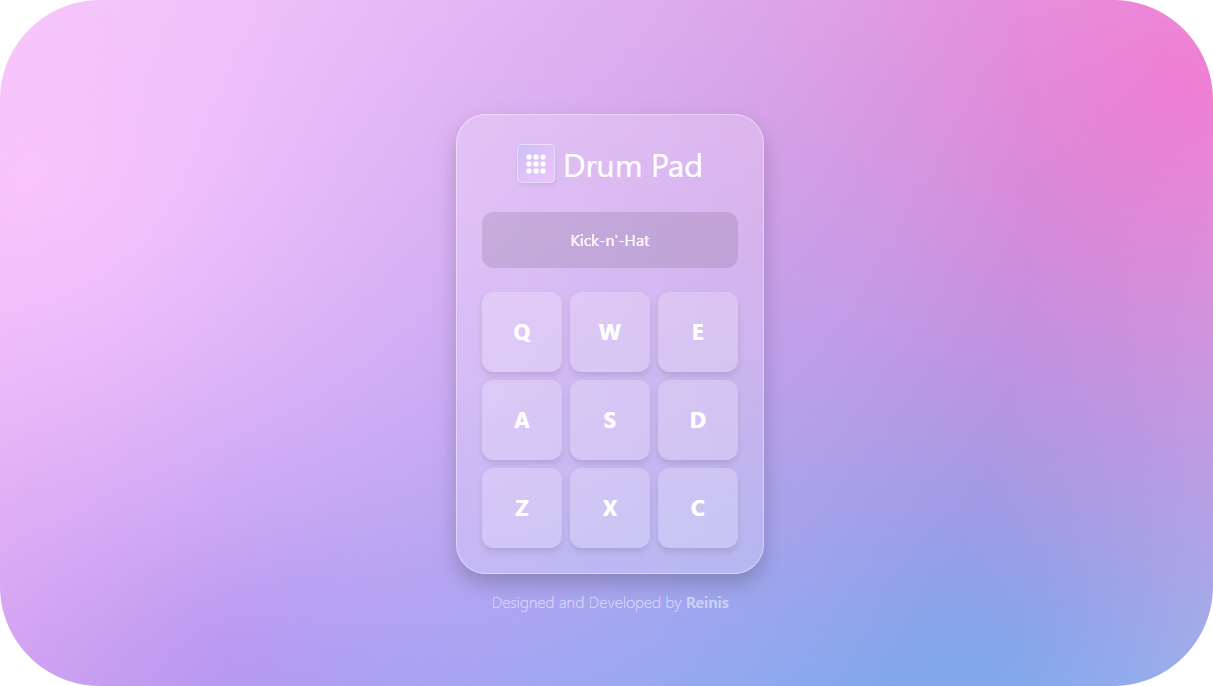 Drum Pad
Kick-n'-Hat
Q W E
A S D
Z X C
Designed and Developed by Reinis